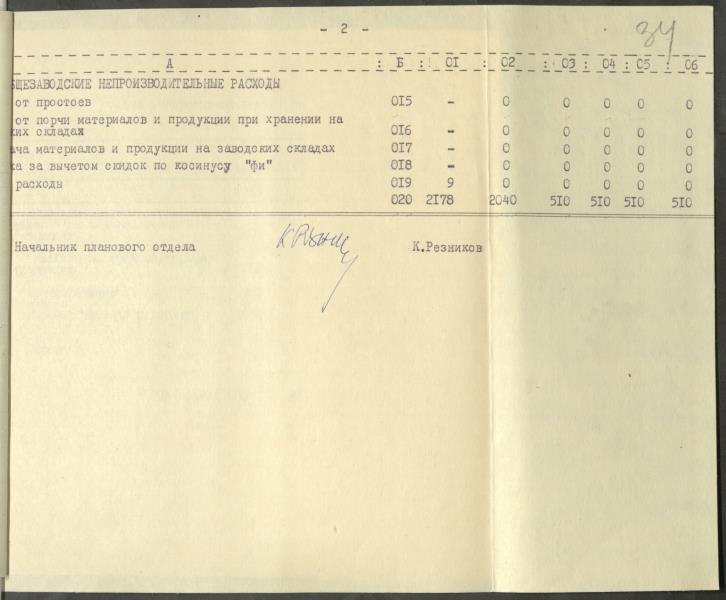 - 2 -
34
А : Б : 01 : 02 : 03 : 04 : 05 : 06
БЩЕЗАВОДСКИЕ НЕПРОИЗВОДИТЕЛЬНЫЕ РАСХОДЫ
от простоев 015 - 0 0 0 0 0
от порчи материалов и продукции при хранении на
ких складах 016 - 0 0 0 0 0
ача материалов и продукции на заводских складах 017 - 0 0 0 0 0
ка за вычетом скидок по косинусу "фи" 018 - 0 0 0 0 0
расходы 019 9 0 0 0 0 0
020 2178 2040 510 510 510 510
Начальник планового отдела К.Резников